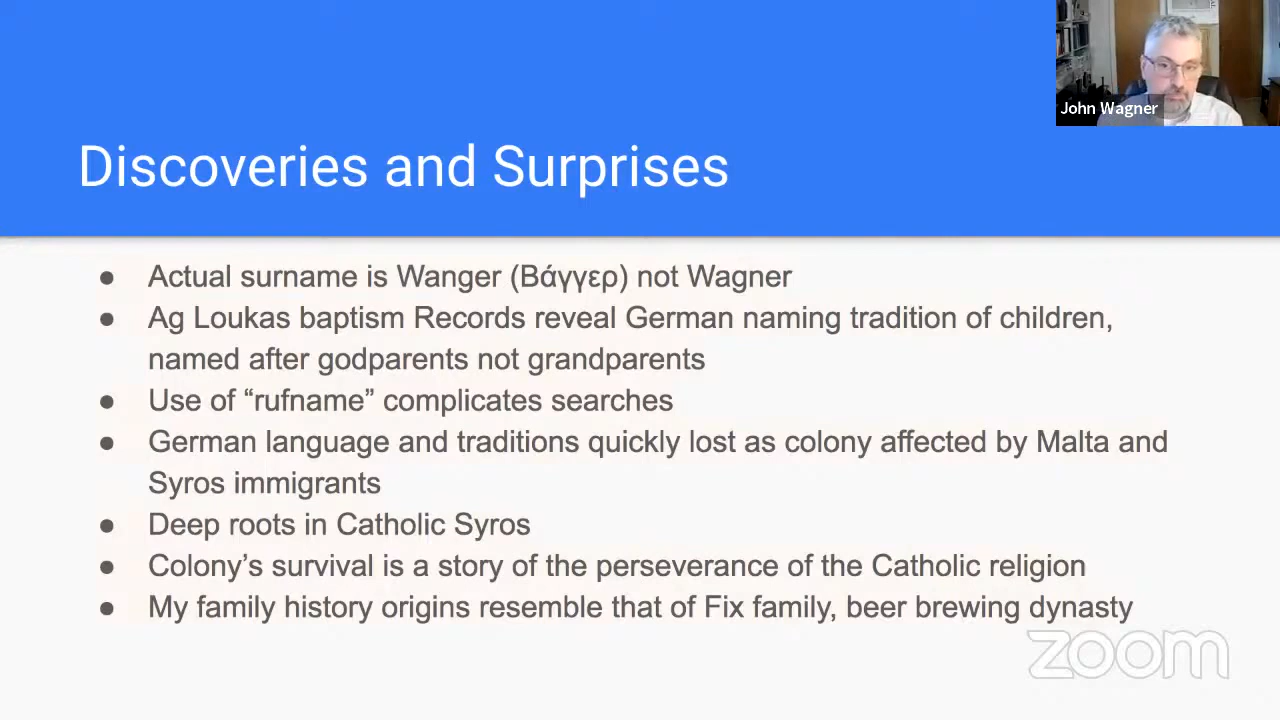 John Wagner
Discoveries and Surprises
● Actual surname is Wanger (Βάγγερ) not Wagner
● Ag Loukas baptism Records reveal German naming tradition of children,
named after godparents not grandparents
● Use of “rufname” complicates searches
● German language and traditions quickly lost as colony affected by Malta and
Syros immigrants
● Deep roots in Catholic Syros
● Colony’s survival is a story of the perseverance of the Catholic religion
● My family history origins resemble that of Fix family, beer brewing dynasty
zoom